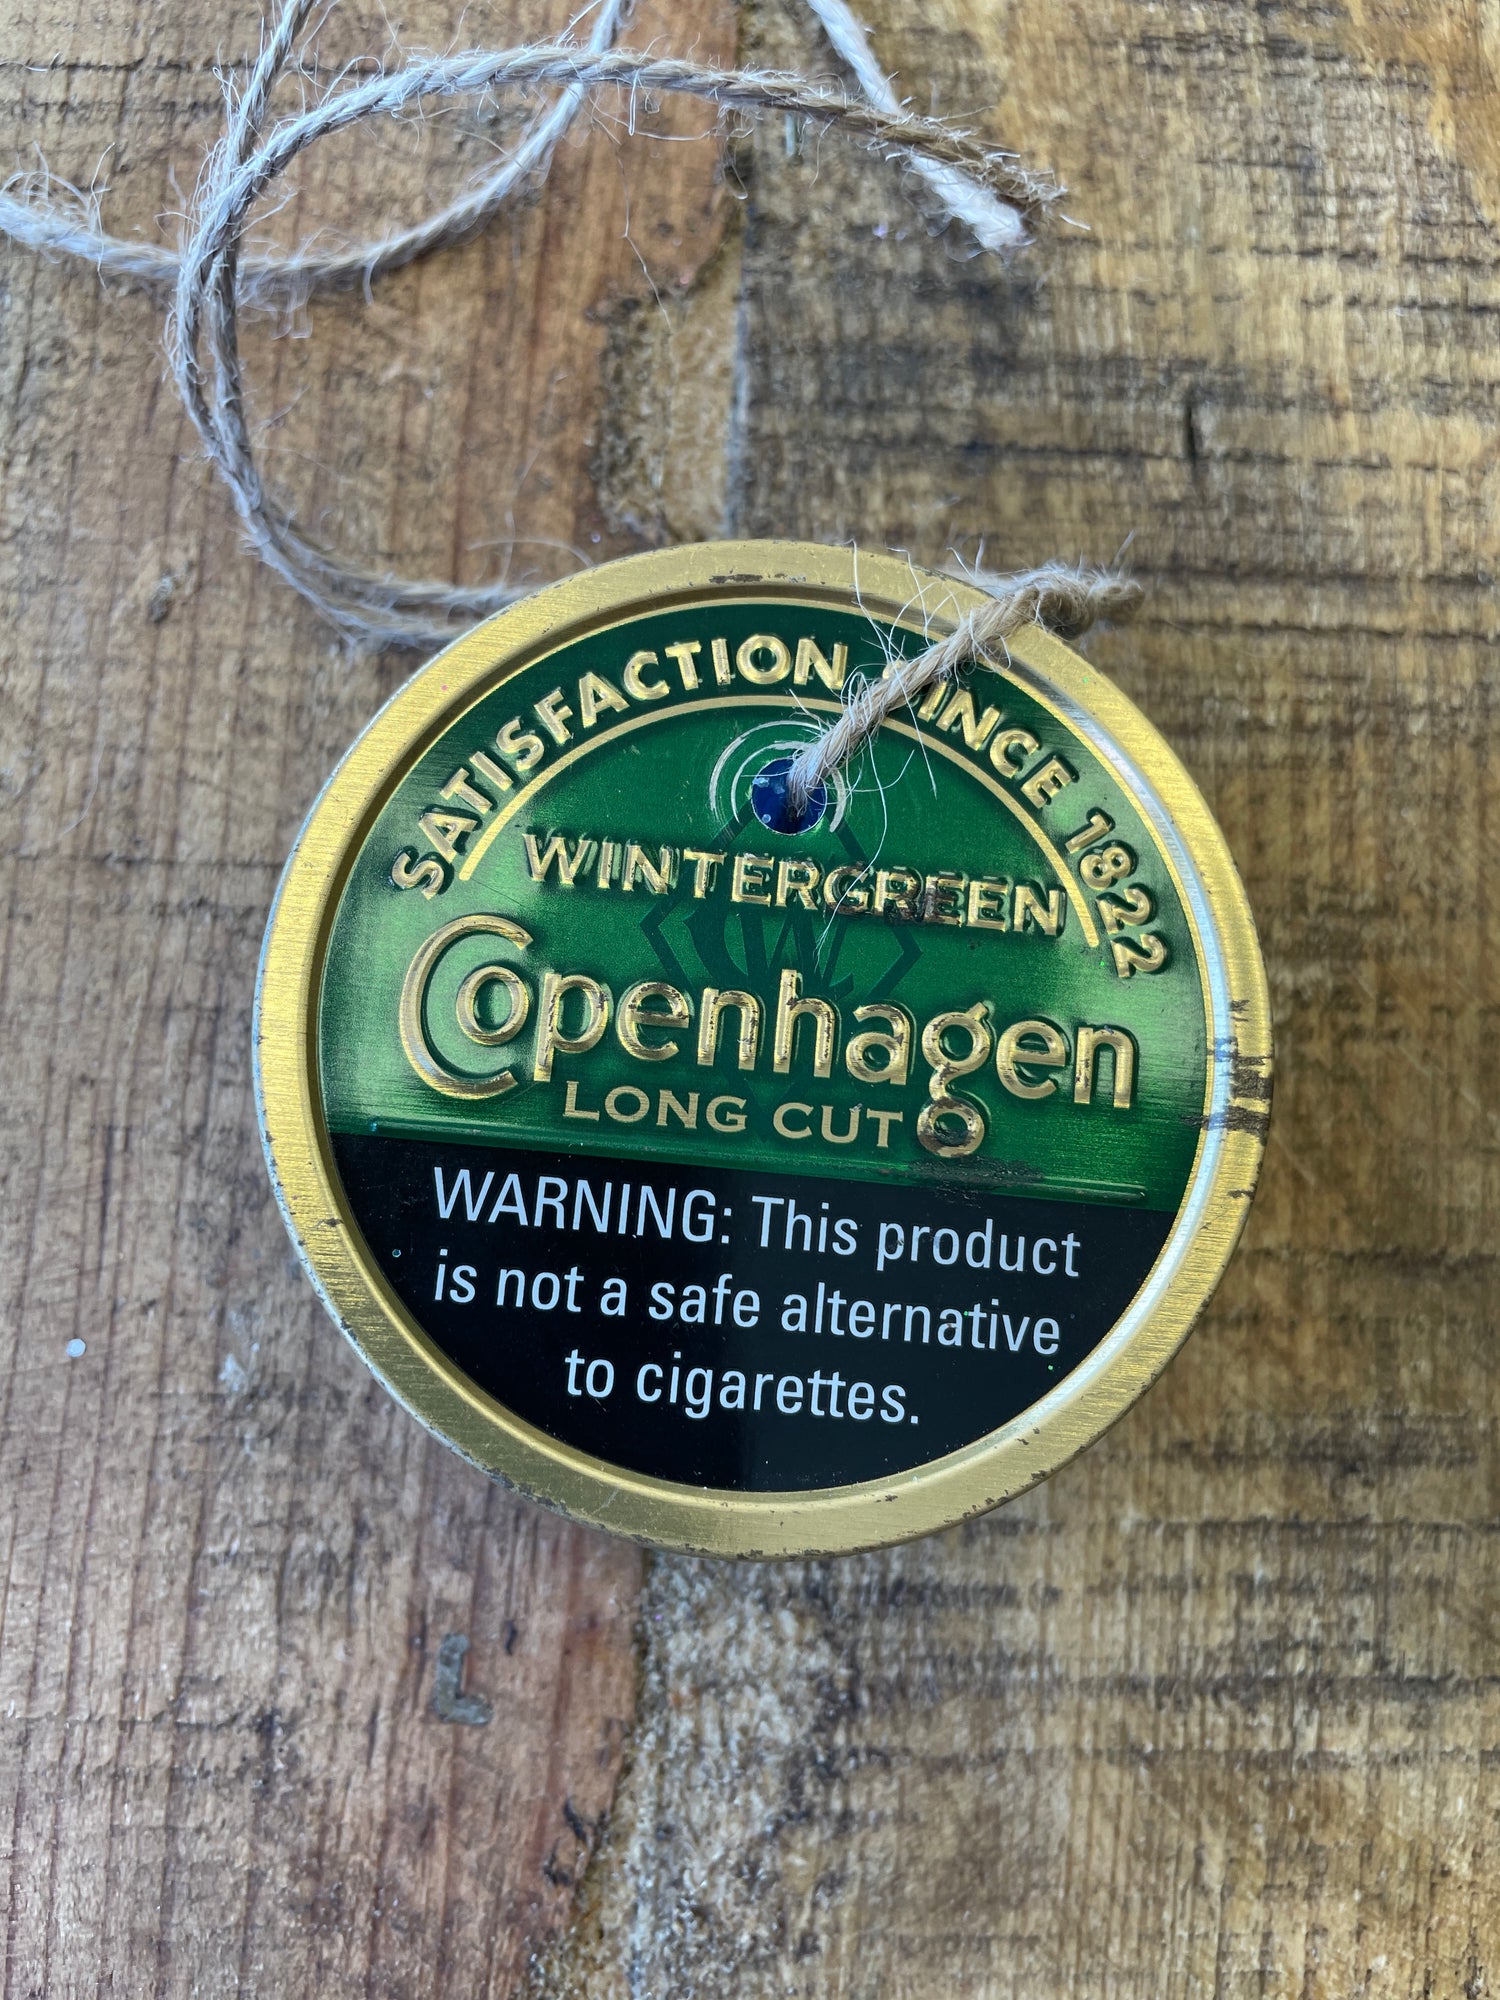 SATISFACTION SINCE 1822
WINTERGREEN
Copenhagen
LONG CUT
WARNING: This product
is not a safe alternative
to cigarettes.